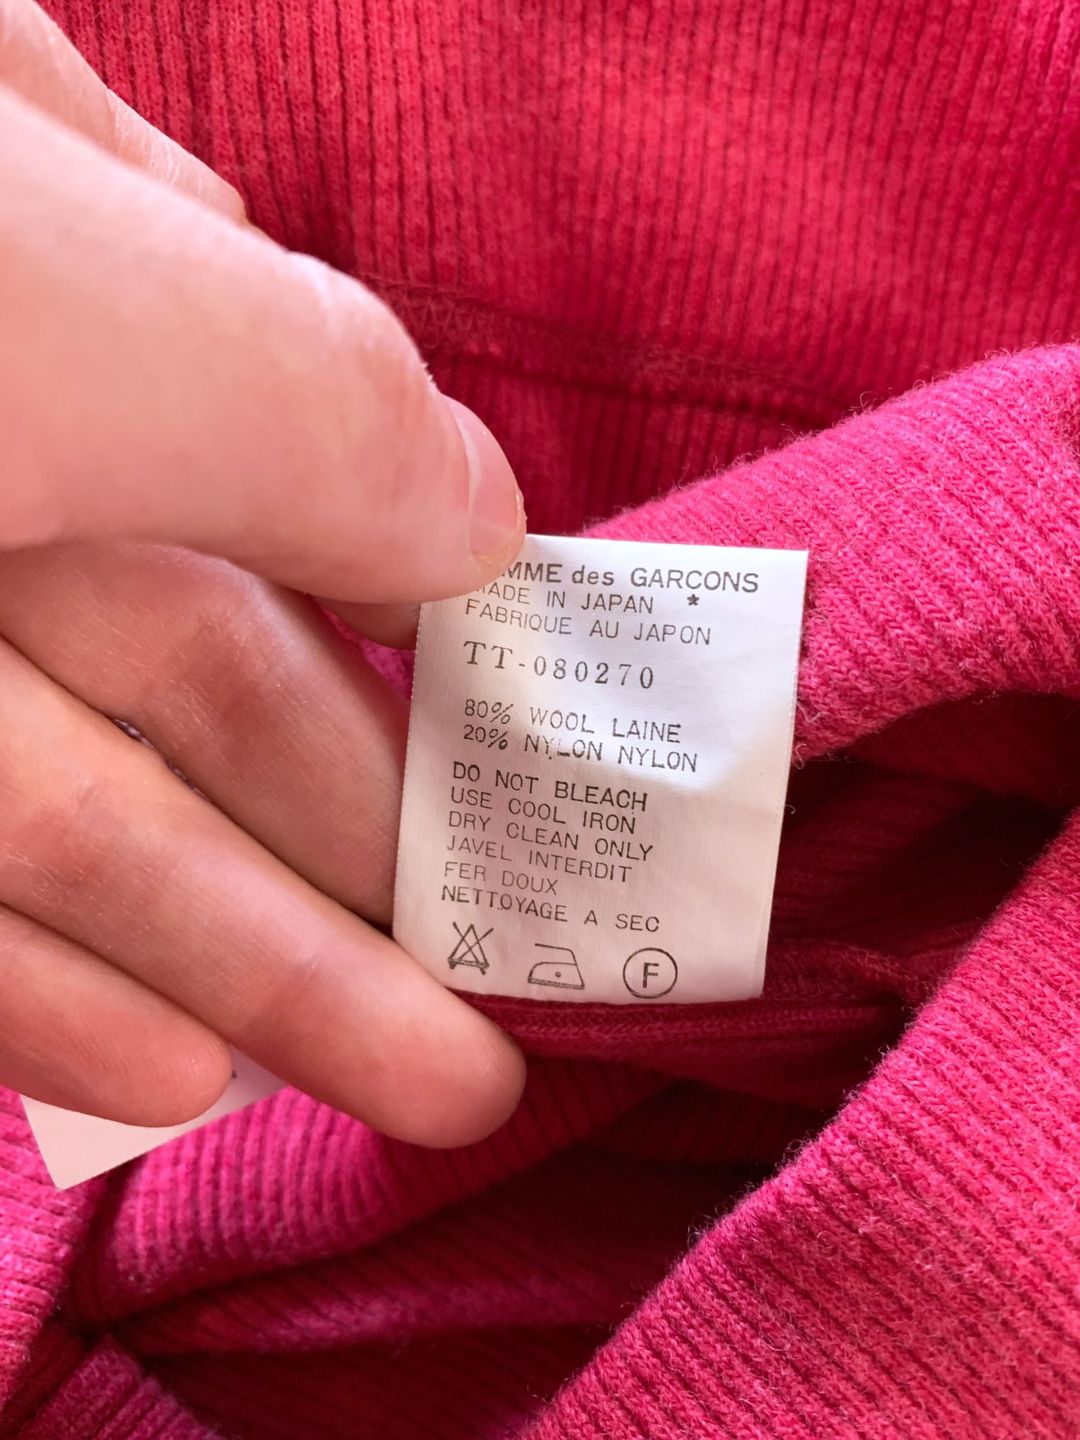 MME des GARCONS
MADE IN JAPAN *
FABRIQUE AU JAPON
TT-080270
80% WOOL LAINE
20% NYLON NYLON
DO NOT BLEACH
USE COOL IRON
DRY CLEAN ONLY
JAVEL INTERDIT
FER DOUX
NETTOYAGE A SEC
F